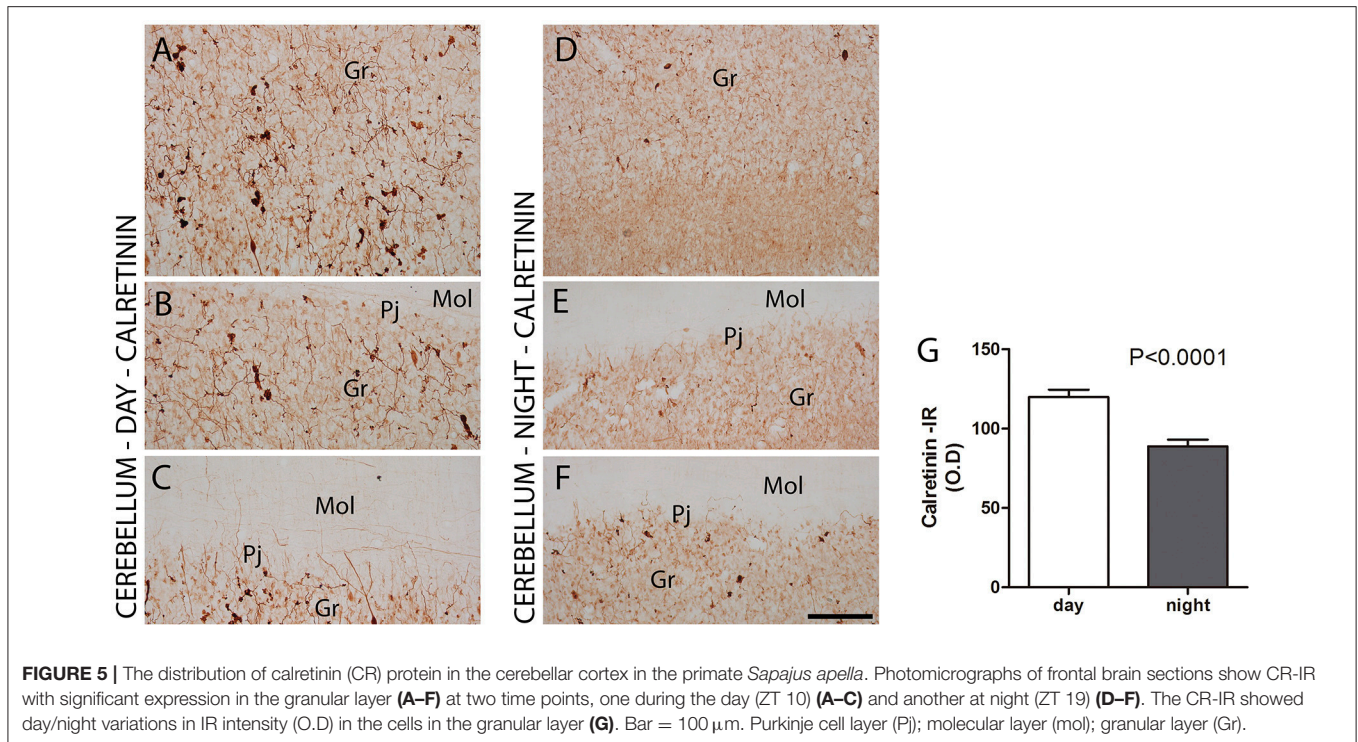 CEREBELLUM - DAY - CALRETININ
A
Gr
B
Mol
Pj
Gr
C
Mol
Pj
Gr
CEREBELLUM - NIGHT - CALRETININ
D
Gr
E
Mol
Pj
Gr
F
Mol
Pj
Gr
G
P<0.0001
Calretinin -IR
(O.D)
150
100
50
0
day
night
FIGURE 5 | The distribution of calretinin (CR) protein in the cerebellar cortex in the primate Sapajus apella. Photomicrographs of frontal brain sections show CR-IR
with significant expression in the granular layer (A–F) at two time points, one during the day (ZT 10) (A–C) and another at night (ZT 19) (D–F). The CR-IR showed
day/night variations in IR intensity (O.D) in the cells in the granular layer (G). Bar = 100 μm. Purkinje cell layer (Pj); molecular layer (mol); granular layer (Gr).